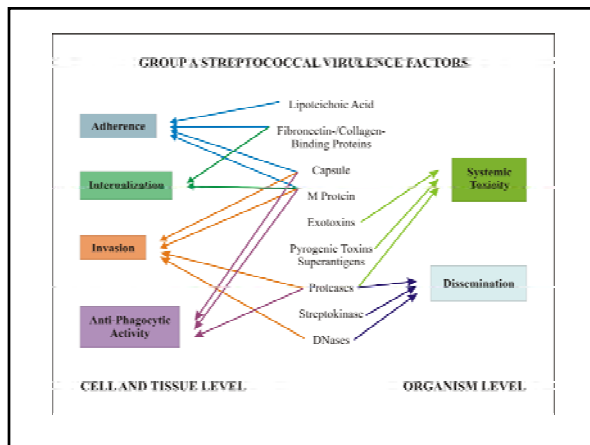 GROUP A STREPTOCOCCAL VIRULENCE FACTORS
Lipoteichoic Acid
Adherence
Fibronectin-/Collagen-
Binding Proteins
Capsule
Internalization
M Protein
Systemic
Toxicity
Exotoxins
Invasion
Pyrogenic Toxins
Superantigens
Proteases
Dissemination
Streptokinase
Anti-Phagocytic
Activity
DNases
CELL AND TISSUE LEVEL
ORGANISM LEVEL